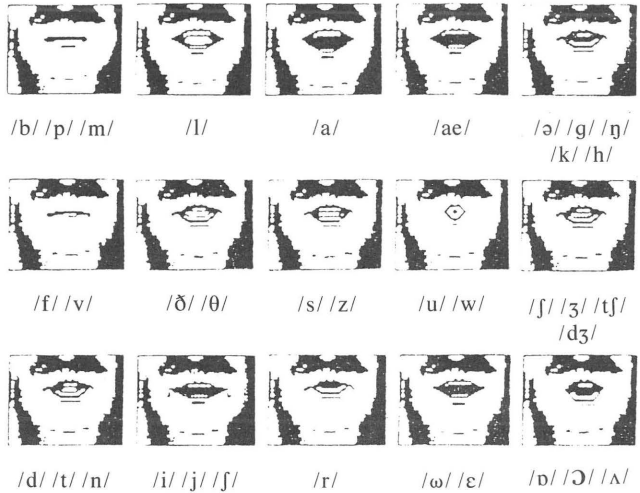 /b/ /p/ /m/
/l/
/a/
/ae/
/ə/ /g/ /ŋ/
/k/ /h/
/f/ /v/
/ð/ /θ/
/s/ /z/
/u/ /w/
/ʃ/ /ʒ/ /tʃ/
/dʒ/
/d/ /t/ /n/
/i/ /j/ /ʃ/
/r/
/ω/ /ε/
/ɒ/ /Ɔ/ /ʌ/